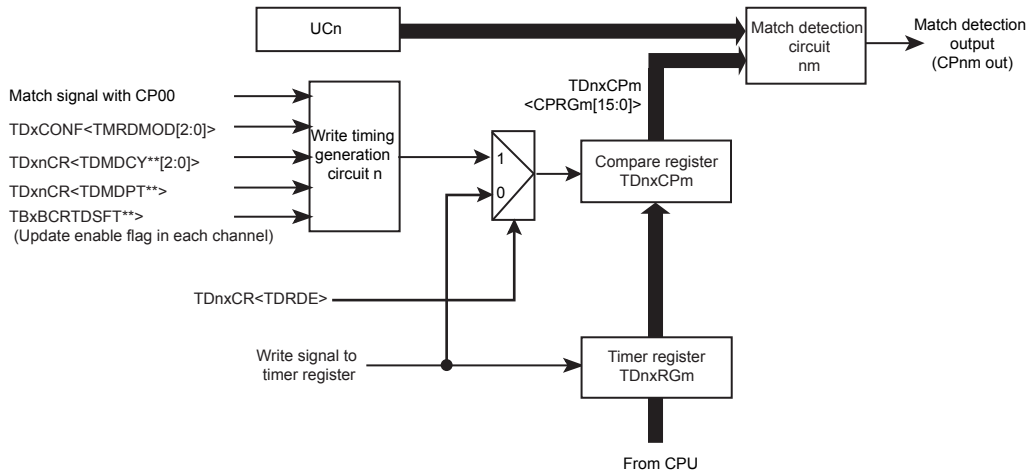 UCn
Match detection
circuit
nm
Match detection
output
(CPnm out)
TDnxCPm
<CPRGm[15:0]>
Match signal with CP00
TDxCONF<TMRDMOD[2:0]>
TDxnCR<TDMDCY**[2:0]>
TDxnCR<TDMDPT**>
TBxBCRTDSFT**>
(Update enable flag in each channel)
Write timing
generation
circuit n
1
0
Compare register
TDnxCPm
TDnxCR<TDRDE>
Write signal to
timer register
Timer register
TDnxRGm
From CPU